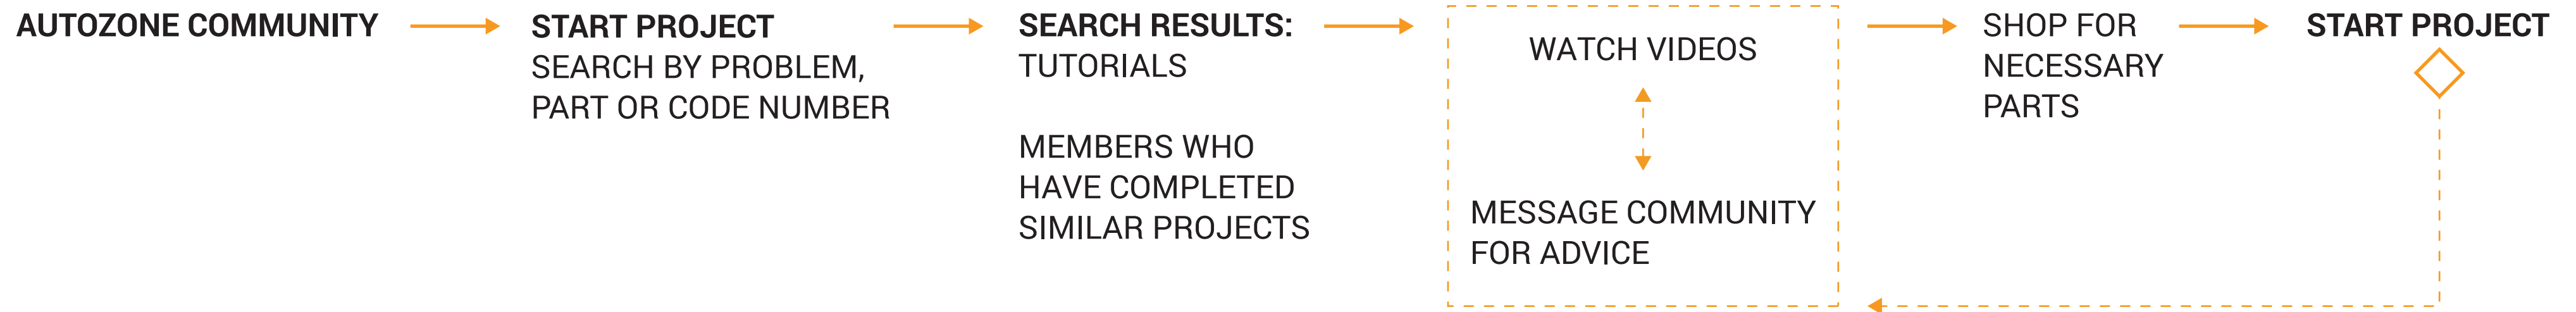 AUTOZONE COMMUNITY
START PROJECT
SEARCH BY PROBLEM,
PART OR CODE NUMBER
SEARCH RESULTS:
TUTORIALS
MEMBERS WHO
HAVE COMPLETED
SIMILAR PROJECTS
WATCH VIDEOS
MESSAGE COMMUNITY
FOR ADVICE
SHOP FOR
NECESSARY
PARTS
START PROJECT